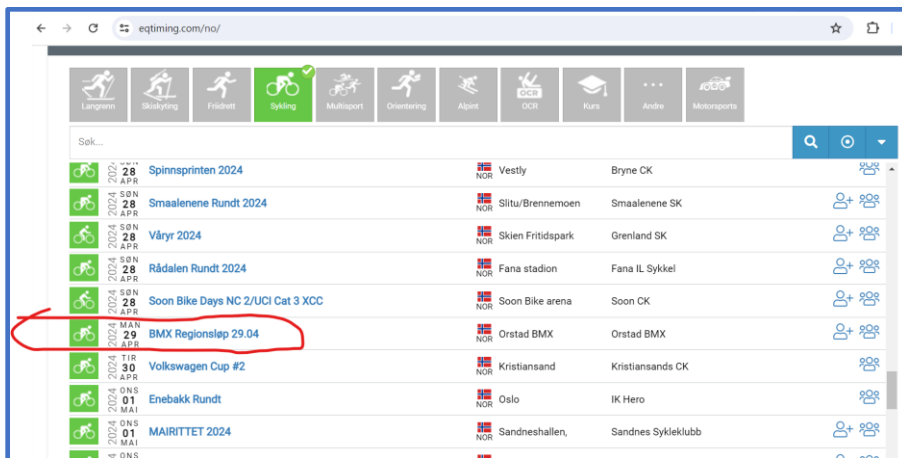 eqtiming.com/no/
Langrenn Skiskyting Friidrett Sykling Multisport Orientering Alpint OCR Kurs Andre Motorsports
OCR
Søk...
2024 SØN 28 APR Spinnsprinten 2024 NOR Vestly Bryne CK
2024 SØN 28 APR Smaalenene Rundt 2024 NOR Slitu/Brennemoen Smaalenene SK
2024 SØN 28 APR Våryr 2024 NOR Skien Fritidspark Grenland SK
2024 SØN 28 APR Rådalen Rundt 2024 NOR Fana stadion Fana IL Sykkel
2024 SØN 28 APR Soon Bike Days NC 2/UCI Cat 3 XCC NOR Soon Bike arena Soon CK
2024 MAN 29 APR BMX Regionsløp 29.04 NOR Orstad BMX Orstad BMX
2024 TIR 30 APR Volkswagen Cup #2 NOR Kristiansand Kristiansands CK
2024 ONS 01 MAI Enebakk Rundt NOR Oslo IK Hero
2024 ONS 01 MAI MAIRITTET 2024 NOR Sandneshallen, Sandnes Sykleklubb
ONS